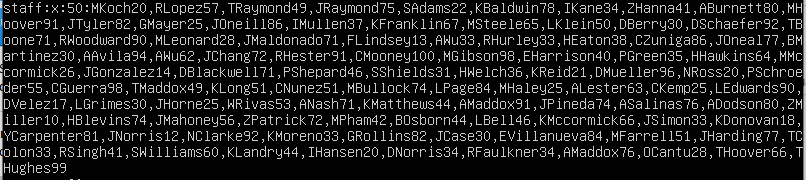 staff:x:50:MKoch20,RLopez57,TRaymond49,JRaymond75,SAdams22,KBaldwin78,IKane34,ZHanna41,ABurnett80,MH
oover91,JTyler82,GMayer25,JOneill86,IMullen37,KFranklin67,MSteele65,LKlein50,DBerry30,DSchaefer92,TB
oone71,RWoodward90,MLeonard28,JMaldonado71,FLindsey13,AWu33,RHurley33,HEaton38,CZuniga86,JOneal77,BM
artinez30,AAvila94,AWu62,JChang72,RHester91,CMooney100,MGibson98,EHarrison40,PGreen35,HHawkins64,MMc
cormick26,JGonzalez14,DBlackwell71,PShepard46,SShields31,HWelch36,KReid21,DMueller96,NRoss20,PSchroe
der55,CGuerra98,TMaddox49,KLong51,CNunez51,MBullock74,LPage84,MHaley25,ALester63,CKemp25,LEdwards90,
DVelez17,LGrimes30,JHorne25,WRivas53,ANash71,KMatthews44,AMaddox91,JPineda74,ASalinas76,ADodson80,ZM
iller10,HBlevins74,JMahoney56,ZPatrick72,MPham42,BOsborn44,LBell46,KMccormick66,JSimon33,KDonovan18,
YCarpenter81,JNorris12,NClarke92,KMoreno33,GRollins82,JCase30,EVillanueva84,MFarrell51,JHarding77,TC
olon33,RSingh41,SWilliams60,KLandry44,IHansen20,DNorris34,RFaulkner34,AMaddox76,OCantu28,THoover66,T
Hughes99